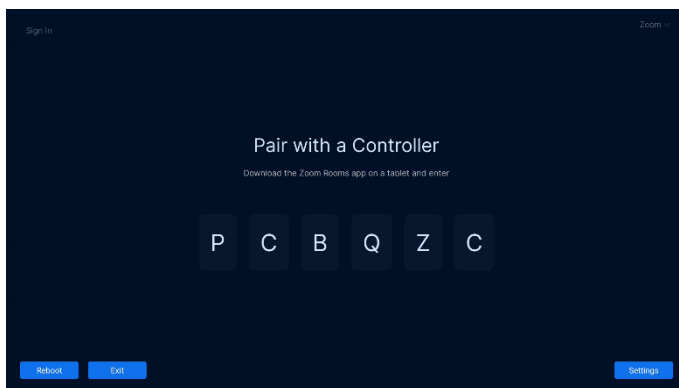 Sign In
Zoom
Pair with a Controller
Download the Zoom Rooms app on a tablet and enter
P C B Q Z C
Reboot Exit Settings